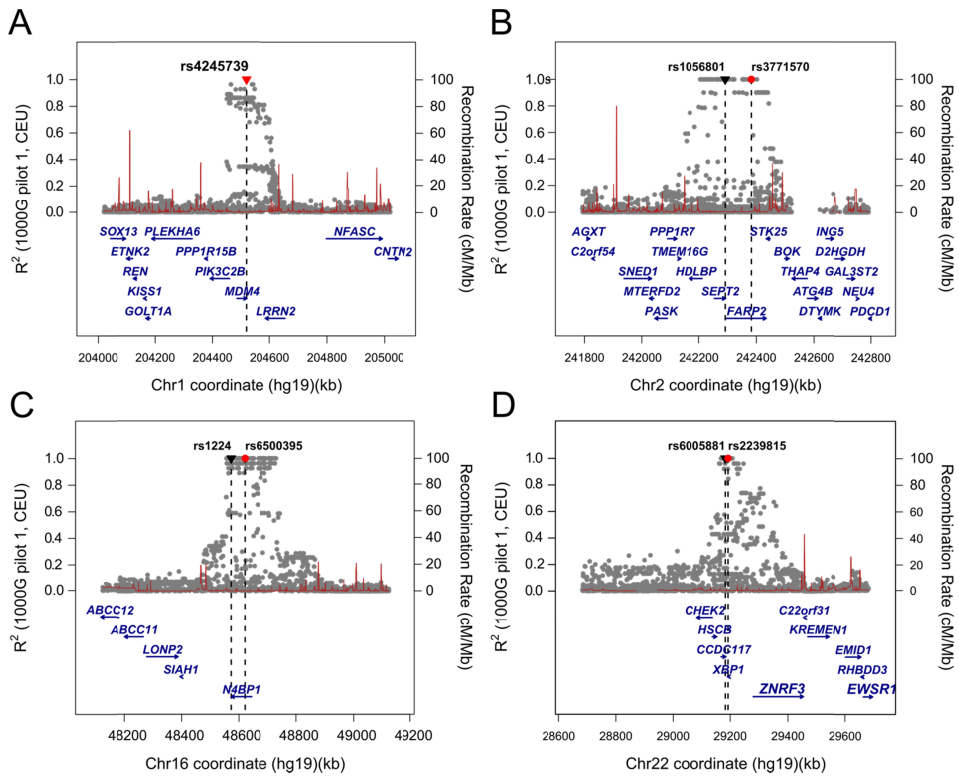 A
rs4245739
1.0
0.8
0.6
0.4
0.2
0.0
100
80
60
40
20
0
R² (1000G pilot 1, CEU)
Recombination Rate (cM/Mb)
SOX13 PLEKHA6 NFASC
ETNK2 PPP1R15B CNTN2
REN PIK3C2B
KISS1 MDM4
GOLT1A LRRN2
204000 204200 204400 204600 204800 205000
Chr1 coordinate (hg19)(kb)
B
rs1056801 rs3771570
1.0
0.8
0.6
0.4
0.2
0.0
100
80
60
40
20
0
R² (1000G pilot 1, CEU)
Recombination Rate (cM/Mb)
AGXT PPP1R7 STK25 ING5
C2orf54 TMEM16G BOK D2HGDH
SNED1 HDLBP THAP4 GAL3ST2
MTERFD2 SEPT2 ATG4B NEU4
PASK FARP2 DTYMK PDCD1
241800 242000 242200 242400 242600 242800
Chr2 coordinate (hg19)(kb)
C
rs1224 rs6500395
1.0
0.8
0.6
0.4
0.2
0.0
100
80
60
40
20
0
R² (1000G pilot 1, CEU)
Recombination Rate (cM/Mb)
ABCC12
ABCC11
LONP2
SIAH1
N4BP1
48200 48400 48600 48800 49000 49200
Chr16 coordinate (hg19)(kb)
D
rs6005881 rs2239815
1.0
0.8
0.6
0.4
0.2
0.0
100
80
60
40
20
0
R² (1000G pilot 1, CEU)
Recombination Rate (cM/Mb)
CHEK2 C22orf31
HSCB KREMEN1
CCDC117 EMID1
XBP1 RHBDD3
ZNRF3 EWSR1
28600 28800 29000 29200 29400 29600
Chr22 coordinate (hg19)(kb)